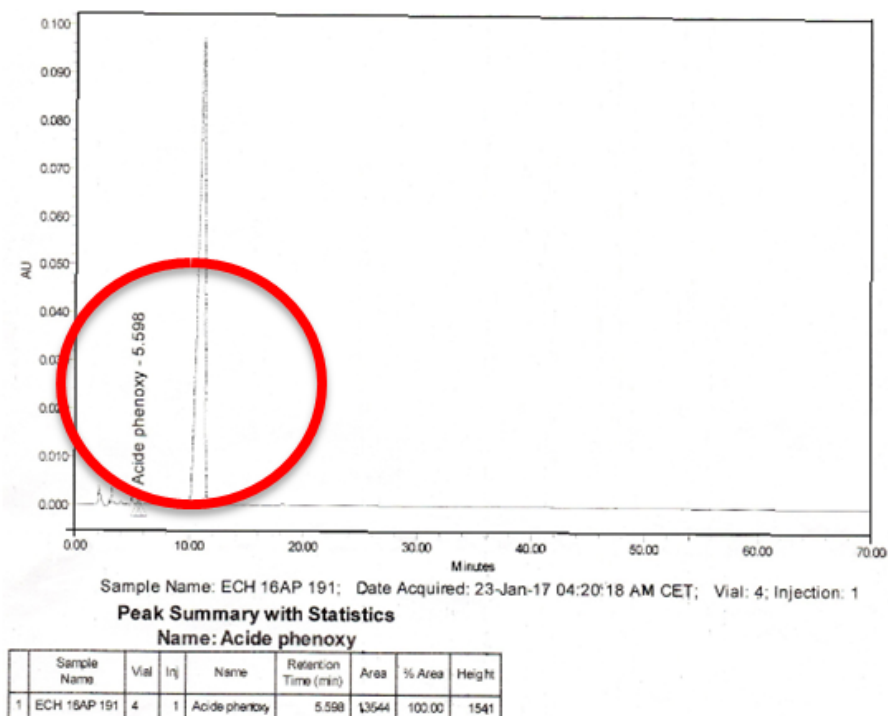 0.100
0.090
0.080
0.070
0.060
0.050
0.040
0.03
0.02
0.010
0.000
AU
Acide phenoxy - 5.598
0.00 10.00 20.00 30.00 40.00 50.00 60.00 70.00
Minutes
Sample Name: ECH 16AP 191; Date Acquired: 23-Jan-17 04:20:18 AM CET; Vial: 4; Injection: 1
Peak Summary with Statistics
Name: Acide phenoxy
Sample Name Vial Inj Name Retention Time (min) Area % Area Height
1 ECH 16AP 191 4 1 Acide phenoxy 5.598 13544 100.00 1541